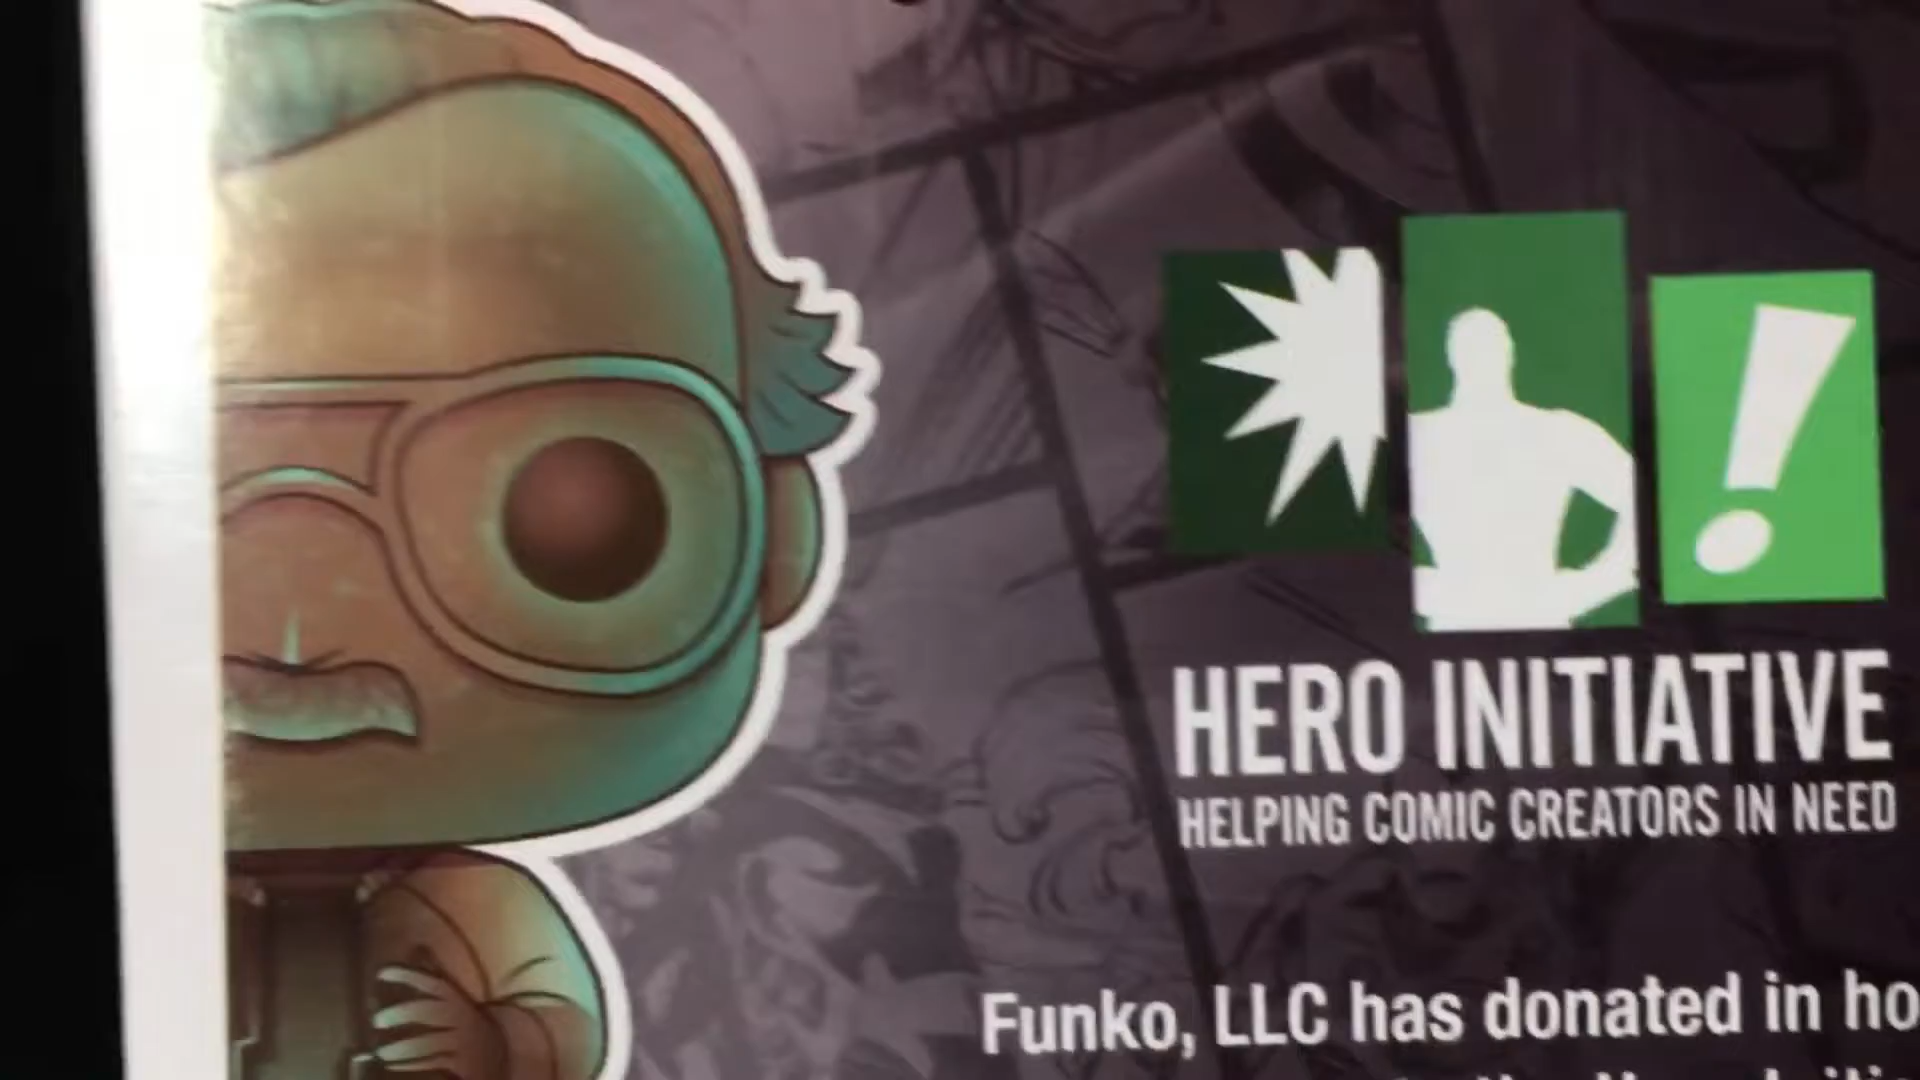 HERO INITIATIVE
HELPING COMIC CREATORS IN NEED
Funko, LLC has donated in ho